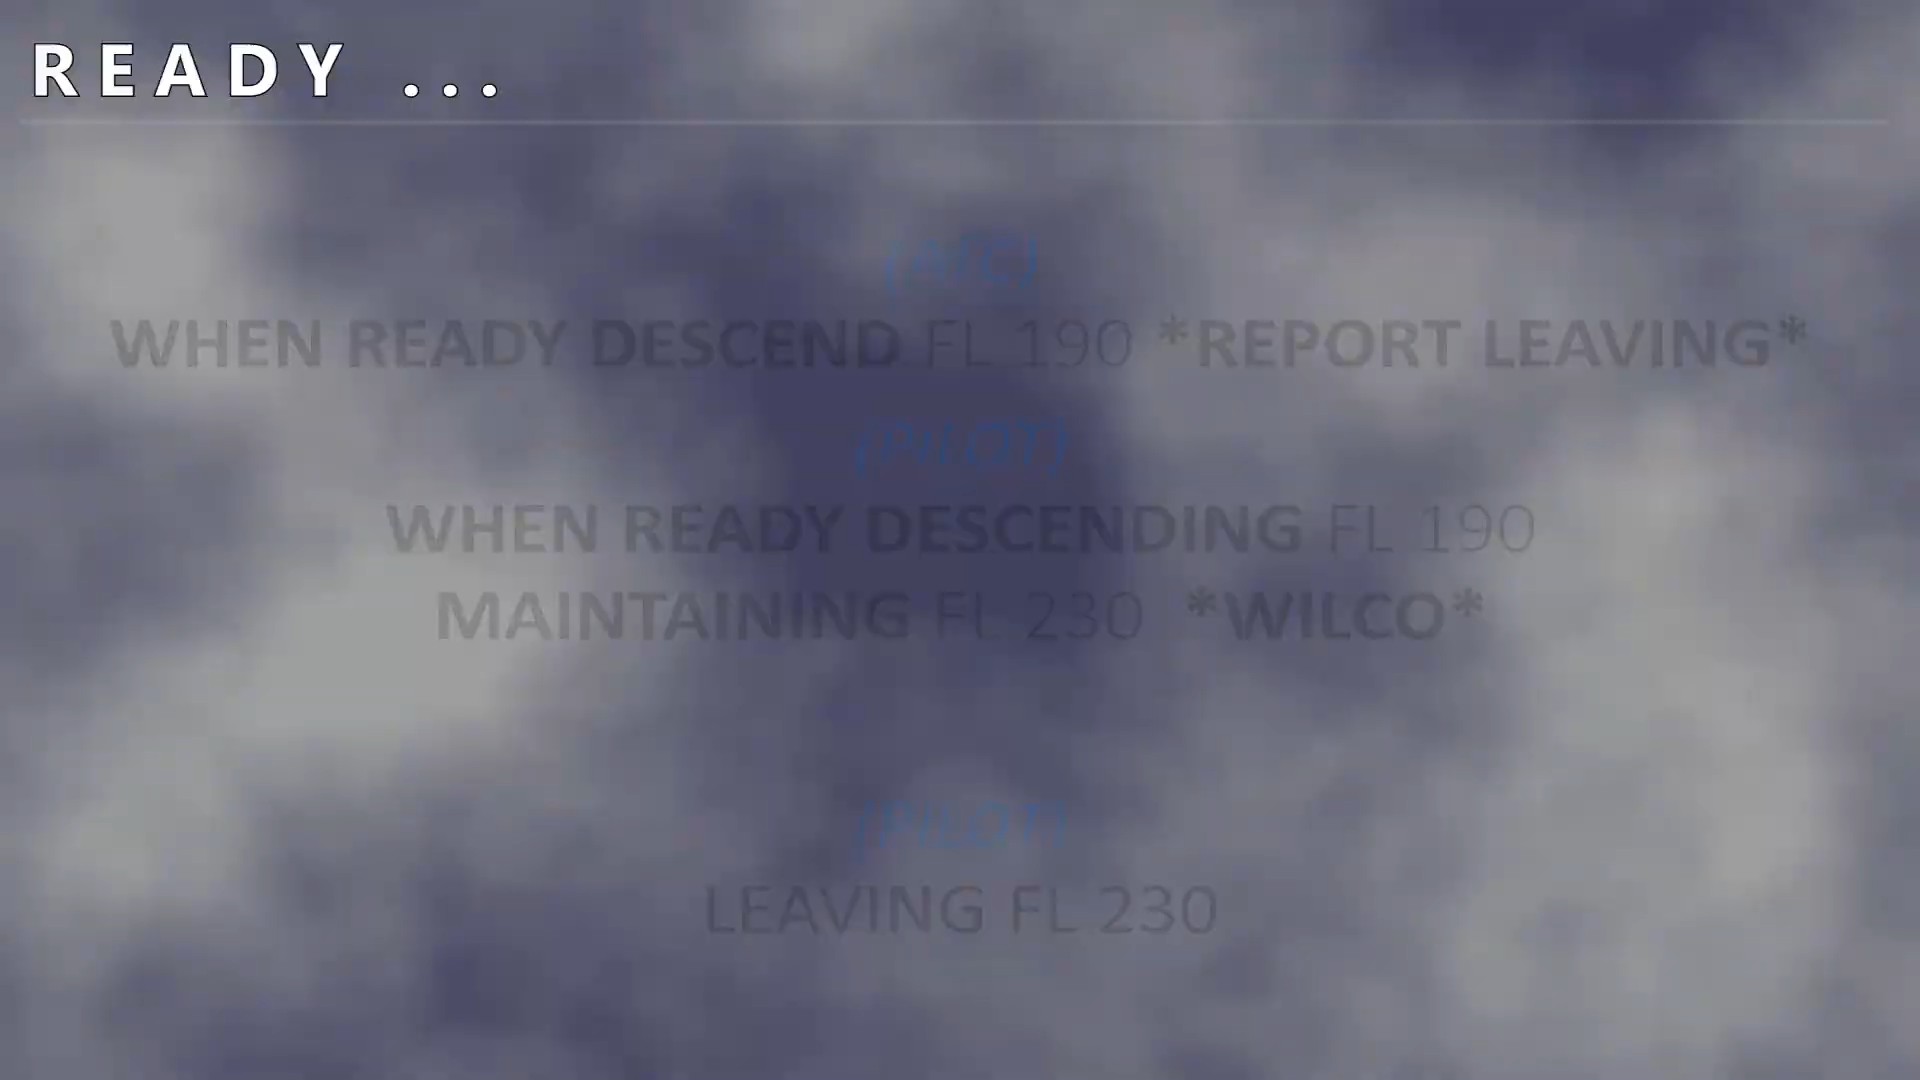 READY ...
(ATC)
WHEN READY DESCEND FL 190 *REPORT LEAVING*
(PILOT)
WHEN READY DESCENDING FL 190
MAINTAINING FL 230 *WILCO*
(PILOT)
LEAVING FL 230